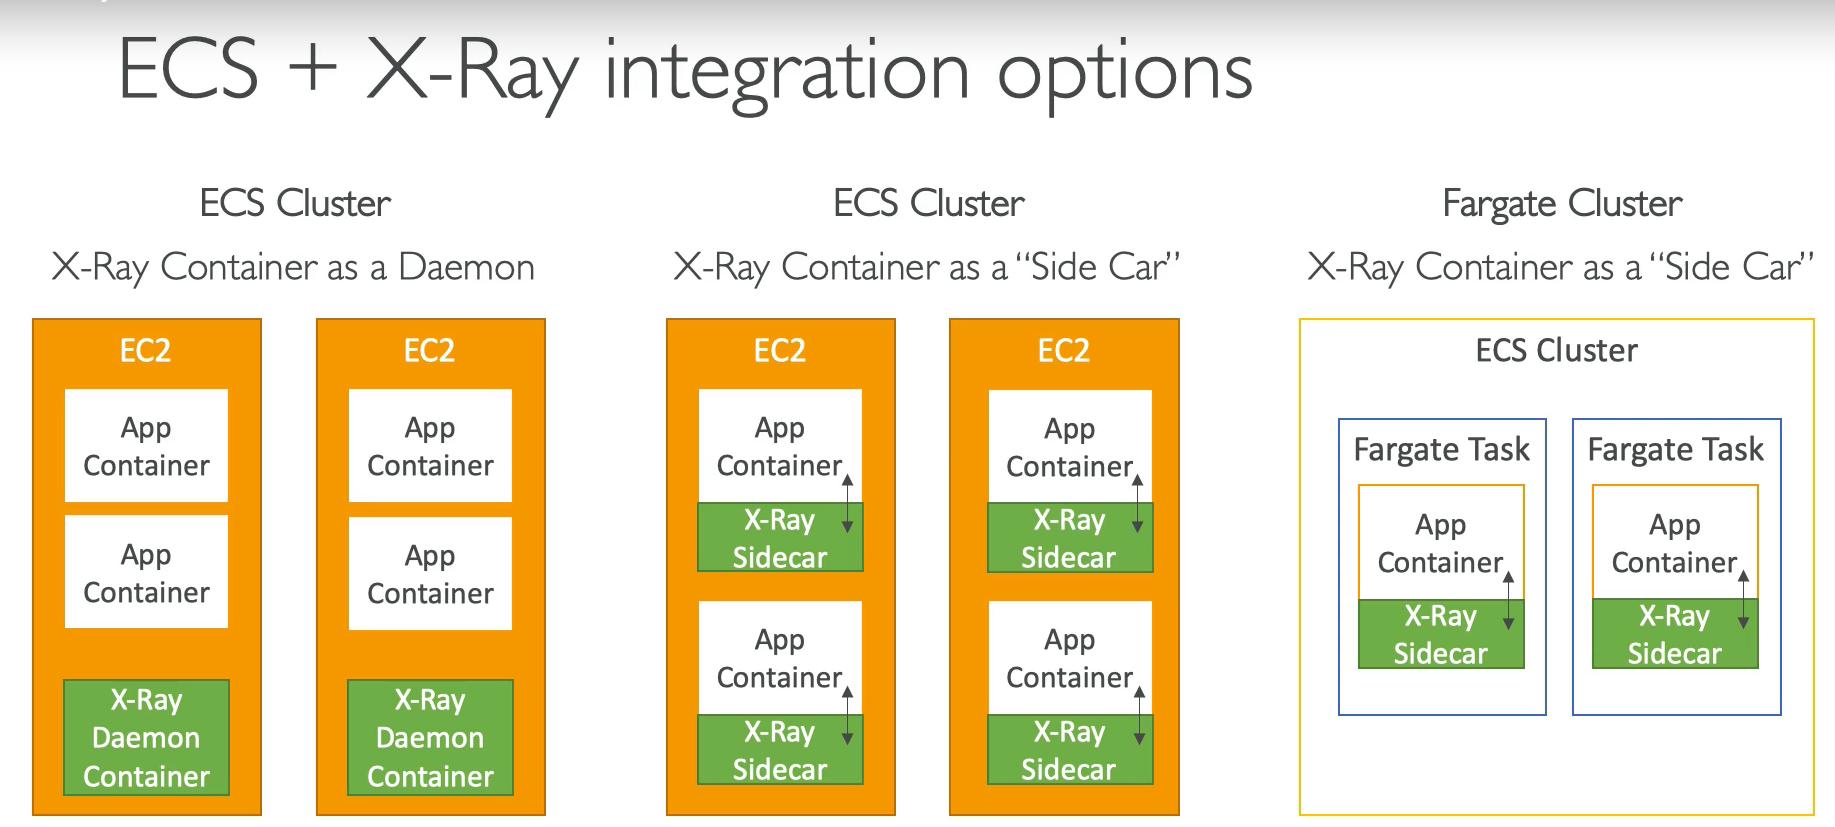 ECS + X-Ray integration options
ECS Cluster
X-Ray Container as a Daemon
EC2
App
Container
App
Container
X-Ray
Daemon
Container
EC2
App
Container
App
Container
X-Ray
Daemon
Container
ECS Cluster
X-Ray Container as a “Side Car”
EC2
App
Container
X-Ray
Sidecar
App
Container
X-Ray
Sidecar
EC2
App
Container
X-Ray
Sidecar
App
Container
X-Ray
Sidecar
Fargate Cluster
X-Ray Container as a “Side Car”
ECS Cluster
Fargate Task
App
Container
X-Ray
Sidecar
Fargate Task
App
Container
X-Ray
Sidecar